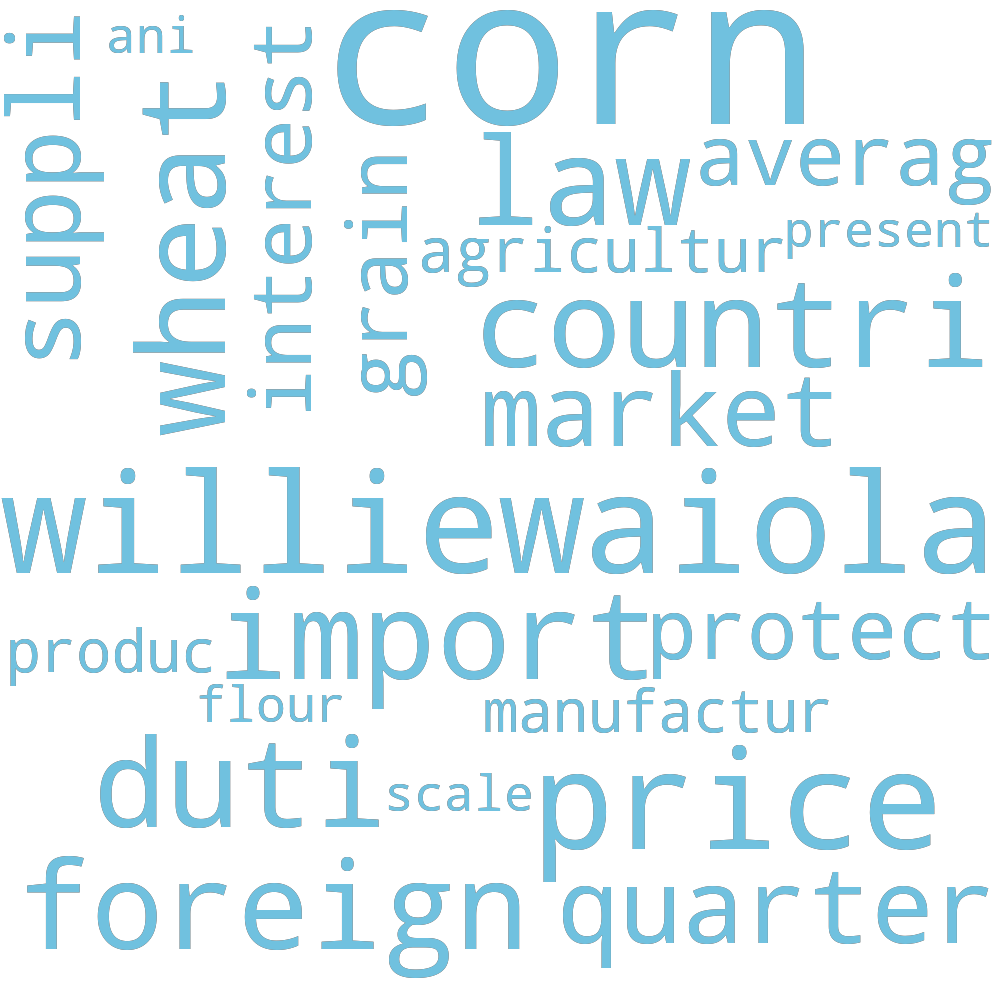 corn
suppli
ani
wheat
interest
grain
law
averag
present
agricultur
countri
market
williewaiola
import
protect
produc
flour
manufactur
duti
scale
price
foreign
quarter